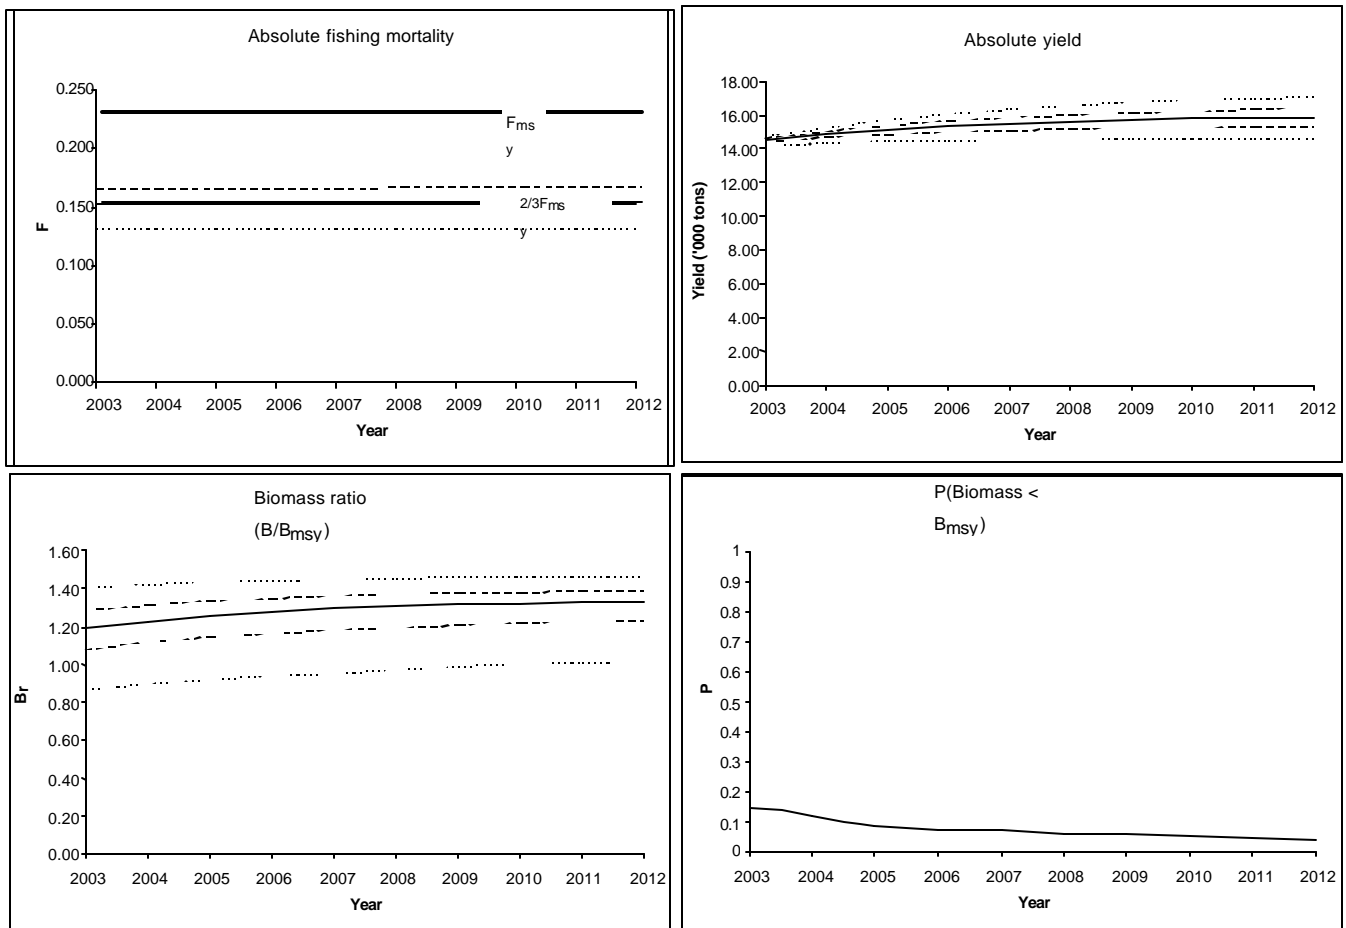 Absolute fishing mortality
0.250
0.200
0.150
0.100
0.050
0.000
F
Fms
y
2/3Fms
y
2003 2004 2005 2006 2007 2008 2009 2010 2011 2012
Year
Absolute yield
18.00
16.00
14.00
12.00
10.00
8.00
6.00
4.00
2.00
0.00
Yield ('000 tons)
2003 2004 2005 2006 2007 2008 2009 2010 2011 2012
Year
Biomass ratio
(B/Bmsy)
1.60
1.40
1.20
1.00
0.80
0.60
0.40
0.20
0.00
Br
2003 2004 2005 2006 2007 2008 2009 2010 2011 2012
Year
P(Biomass <
Bmsy)
1
0.9
0.8
0.7
0.6
0.5
0.4
0.3
0.2
0.1
0
P
2003 2004 2005 2006 2007 2008 2009 2010 2011 2012
Year